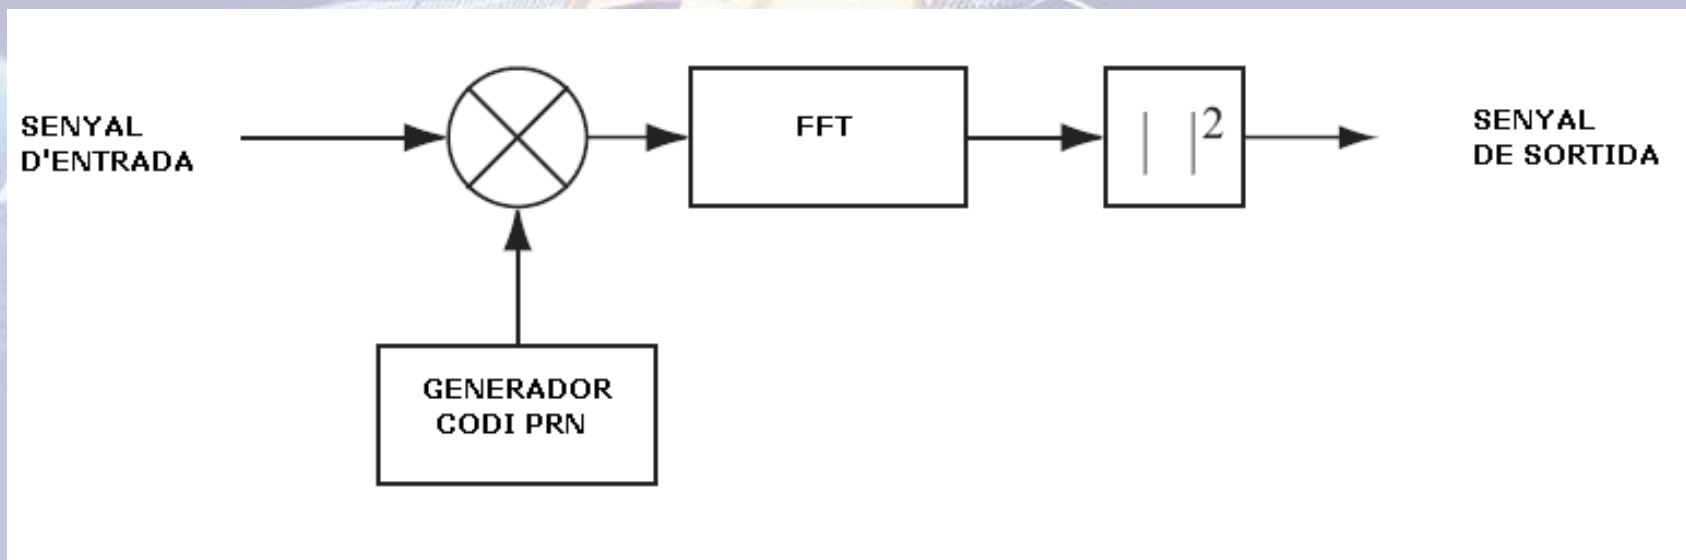 SENYAL
D'ENTRADA
FFT
| |²
SENYAL
DE SORTIDA
GENERADOR
CODI PRN